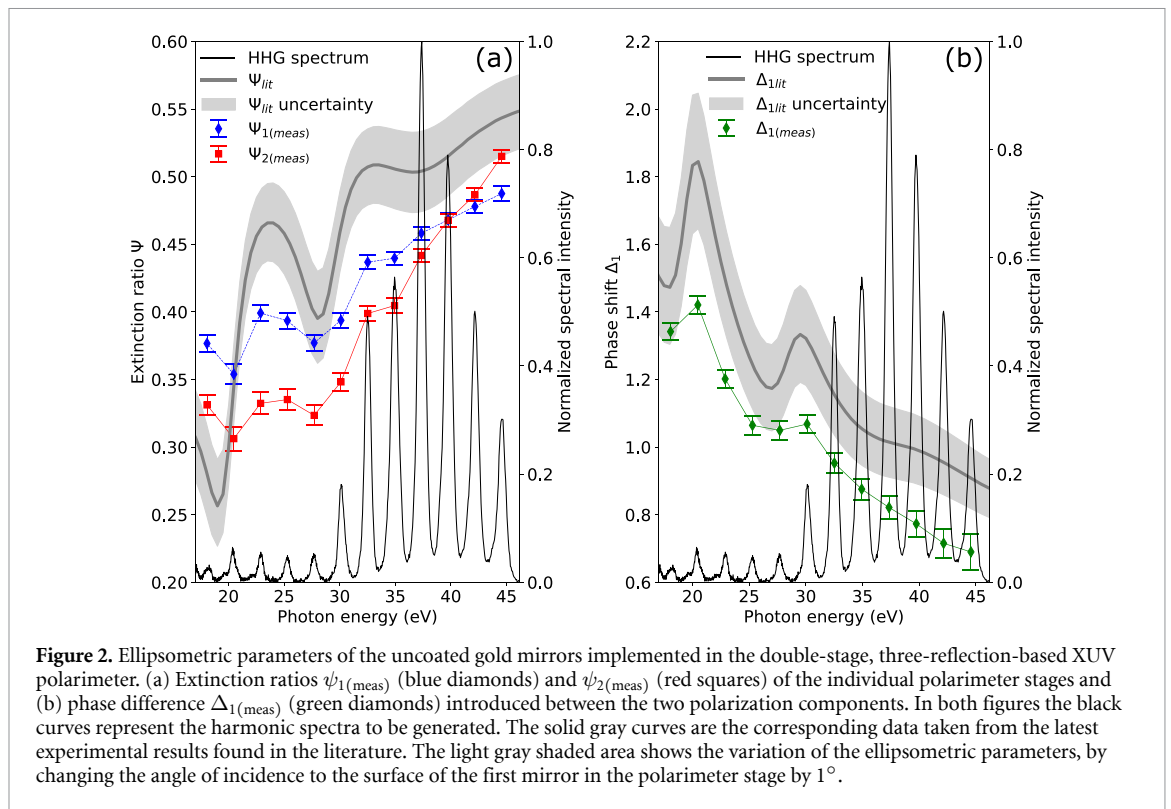 (a)
HHG spectrum
Ψlit
Ψlit uncertainty
Ψ1(meas)
Ψ2(meas)
Extinction ratio Ψ
0.60
0.55
0.50
0.45
0.40
0.35
0.30
0.25
0.20
20 25 30 35 40 45
Photon energy (eV)
1.0
0.8
0.6
0.4
0.2
0.0
Normalized spectral intensity
(b)
HHG spectrum
Δ1lit
Δ1lit uncertainty
Δ1(meas)
Phase shift Δ1
2.2
2.0
1.8
1.6
1.4
1.2
1.0
0.8
0.6
20 25 30 35 40 45
Photon energy (eV)
1.0
0.8
0.6
0.4
0.2
0.0
Normalized spectral intensity
Figure 2. Ellipsometric parameters of the uncoated gold mirrors implemented in the double-stage, three-reflection-based XUV
polarimeter. (a) Extinction ratios ψ1(meas) (blue diamonds) and ψ2(meas) (red squares) of the individual polarimeter stages and
(b) phase difference Δ1(meas) (green diamonds) introduced between the two polarization components. In both figures the black
curves represent the harmonic spectra to be generated. The solid gray curves are the corresponding data taken from the latest
experimental results found in the literature. The light gray shaded area shows the variation of the ellipsometric parameters, by
changing the angle of incidence to the surface of the first mirror in the polarimeter stage by 1°.